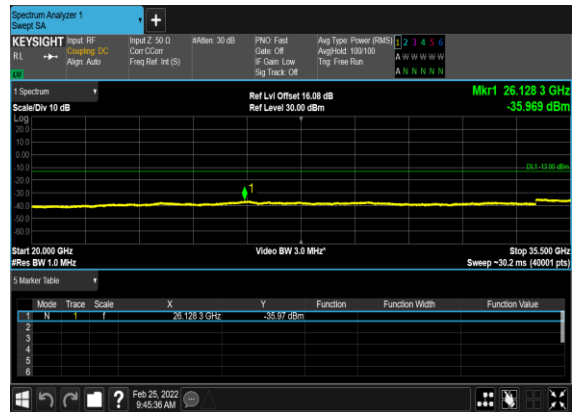 Spectrum Analyzer 1
Swept SA
+
KEYSIGHT Input: RF Input Z: 50 Ω #Atten: 30 dB PNO: Fast Avg Type: Power (RMS) 1 2 3 4 5 6
RL Coupling: DC Corr CCorr Gate: Off Avg|Hold: 100/100 A W W W W W
Align: Auto Freq Ref: Int (S) IF Gain: Low Trig: Free Run
LW Sig Track: Off A N N N N N
1 Spectrum Ref Lvl Offset 16.08 dB Mkr1 26.128 3 GHz
Scale/Div 10 dB Ref Level 30.00 dBm -35.969 dBm
Log
20.0
10.0
0.00
-10.0
DL1 -13.00 dBm
-20.0
-30.0
1
-40.0
-50.0
-60.0
Start 20.000 GHz Video BW 3.0 MHz* Stop 35.500 GHz
#Res BW 1.0 MHz Sweep ~30.2 ms (40001 pts)
5 Marker Table
Mode Trace Scale X Y Function Function Width Function Value
1 N 1 f 26.128 3 GHz -35.97 dBm
2
3
4
5
6
? Feb 25, 2022
9:45:36 AM